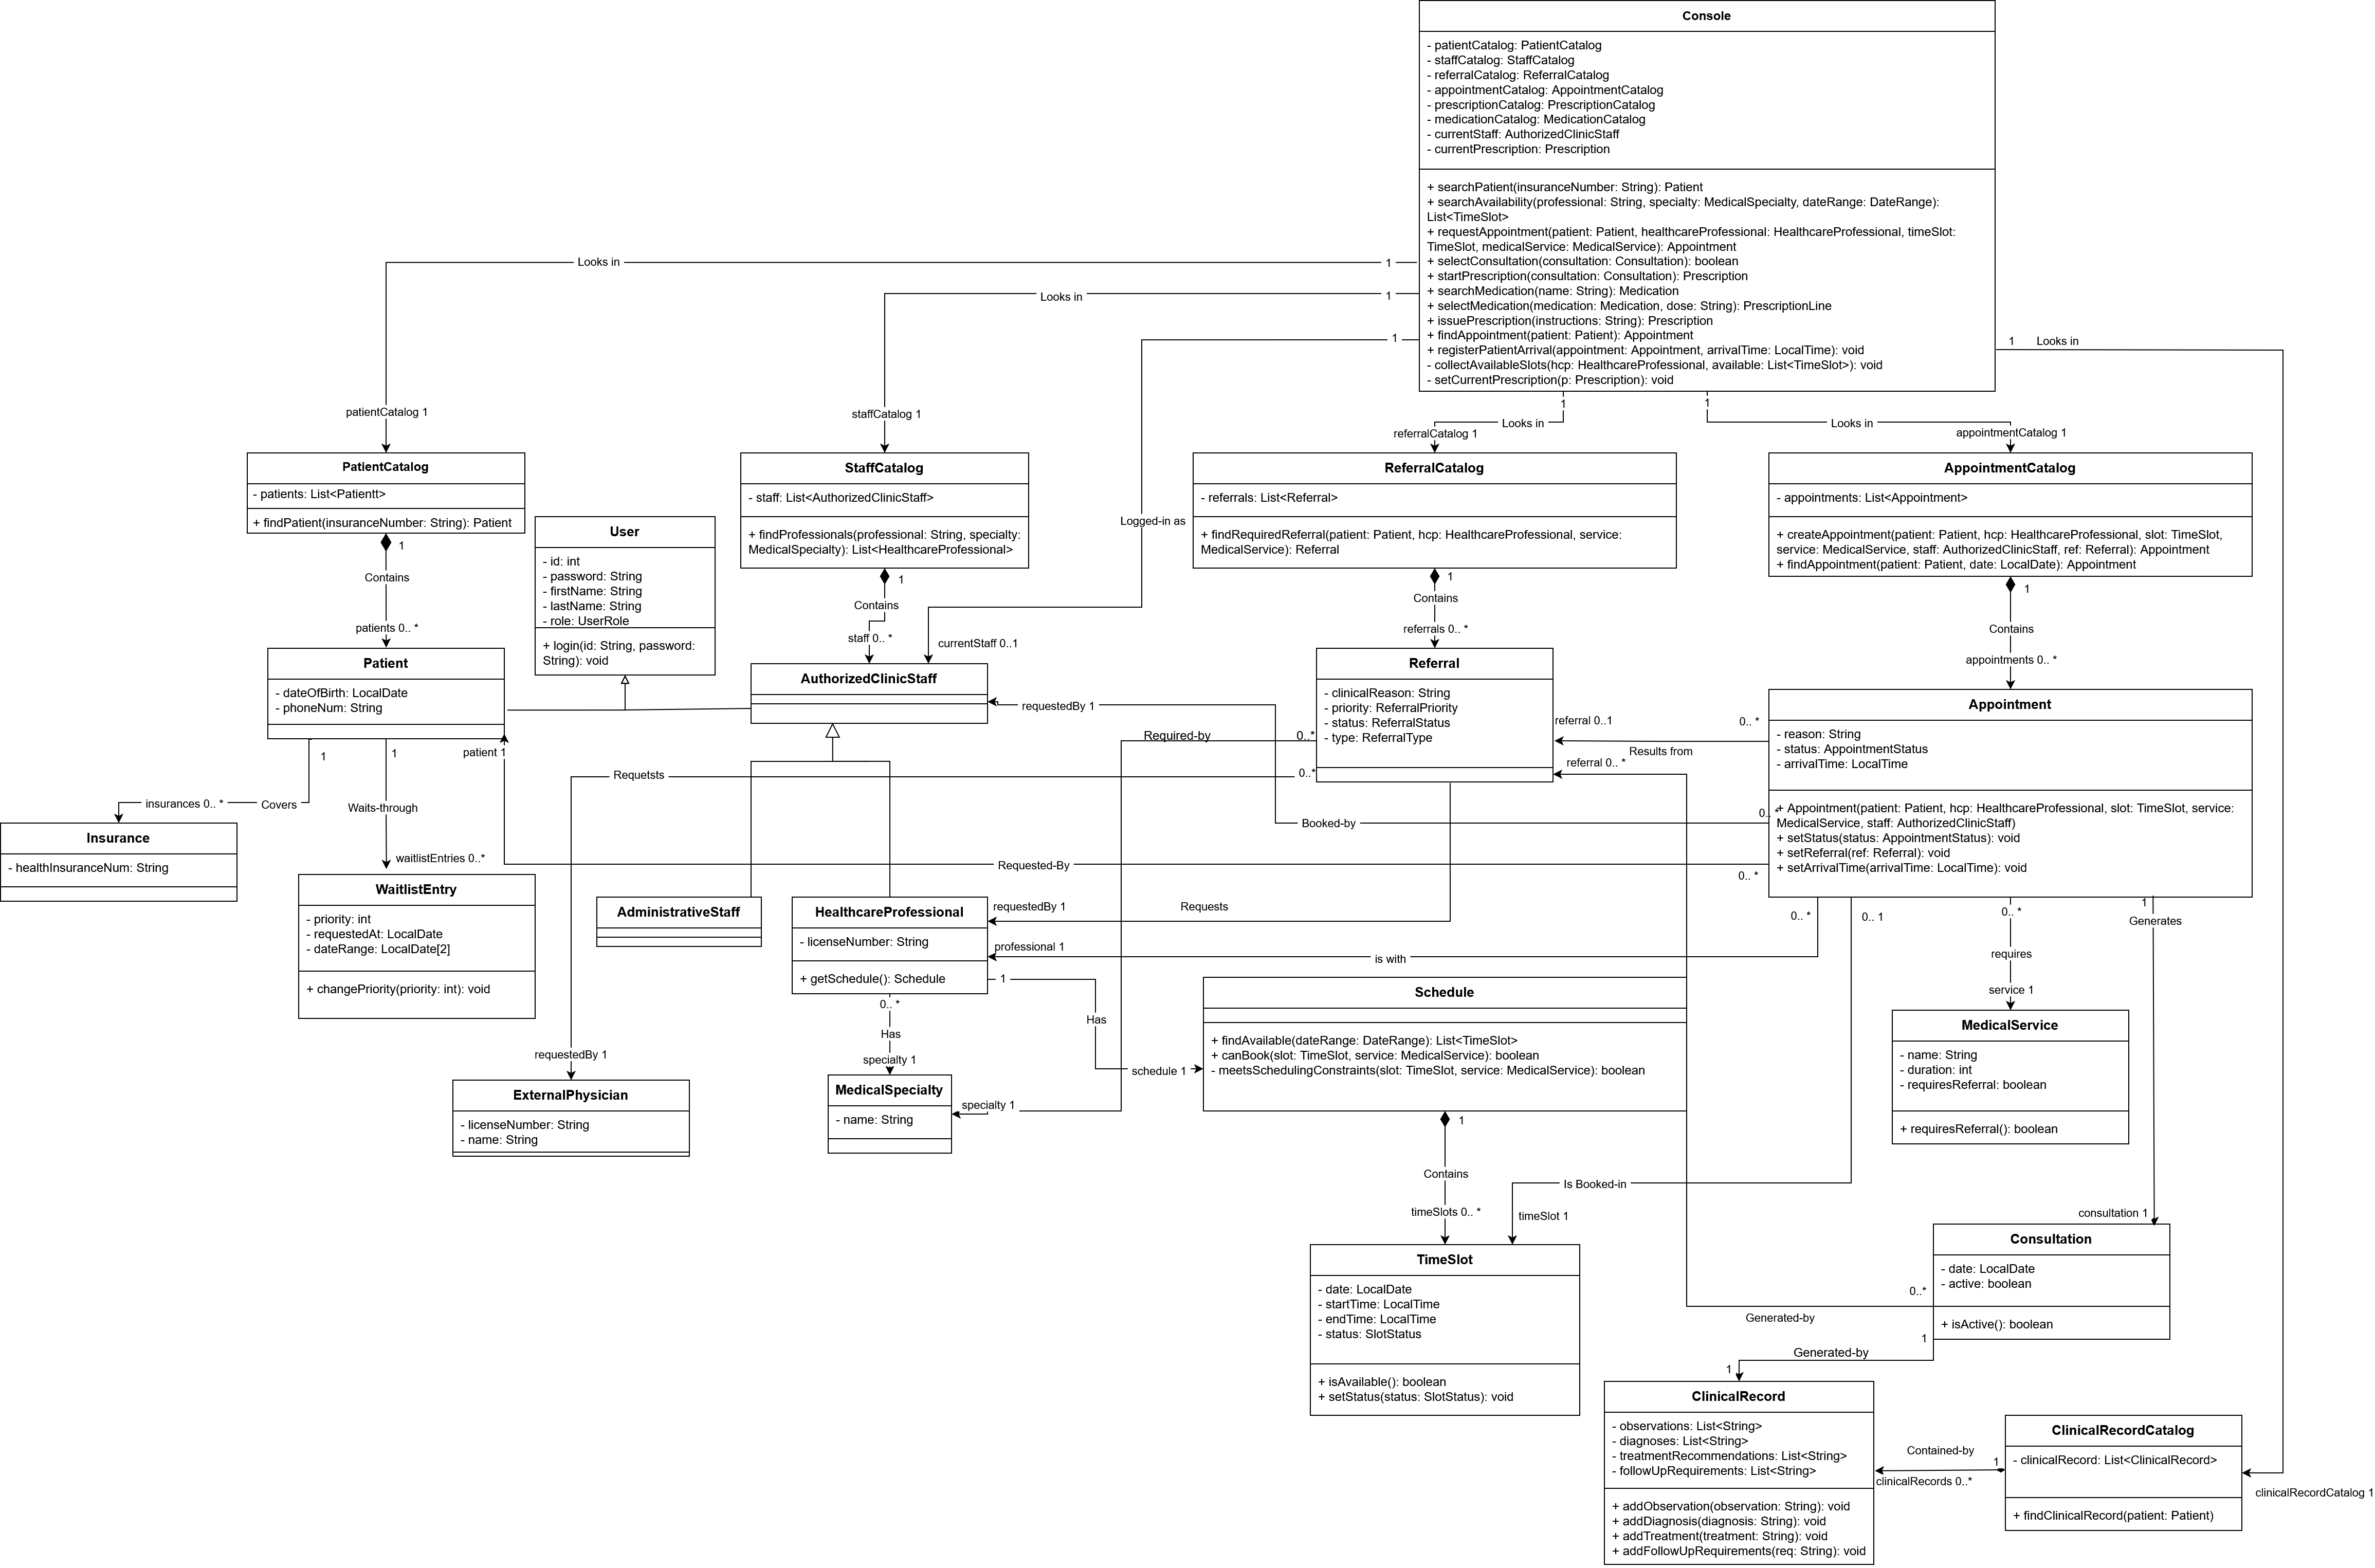 Console
- patientCatalog: PatientCatalog
- staffCatalog: StaffCatalog
- referralCatalog: ReferralCatalog
- appointmentCatalog: AppointmentCatalog
- prescriptionCatalog: PrescriptionCatalog
- medicationCatalog: MedicationCatalog
- currentStaff: AuthorizedClinicStaff
- currentPrescription: Prescription
+ searchPatient(insuranceNumber: String): Patient
+ searchAvailability(professional: String, specialty: MedicalSpecialty, dateRange: DateRange):
List<TimeSlot>
+ requestAppointment(patient: Patient, healthcareProfessional: HealthcareProfessional, timeSlot:
TimeSlot, medicalService: MedicalService): Appointment
+ selectConsultation(consultation: Consultation): boolean
+ startPrescription(consultation: Consultation): Prescription
+ searchMedication(name: String): Medication
+ selectMedication(medication: Medication, dose: String): PrescriptionLine
+ issuePrescription(instructions: String): Prescription
+ findAppointment(patient: Patient): Appointment
+ registerPatientArrival(appointment: Appointment, arrivalTime: LocalTime): void
- collectAvailableSlots(hcp: HealthcareProfessional, available: List<TimeSlot>): void
- setCurrentPrescription(p: Prescription): void
Looks in
1
Looks in
1
1
1
Looks in
1
1
Looks in
Looks in
patientCatalog 1
staffCatalog 1
referralCatalog 1
appointmentCatalog 1
PatientCatalog
- patients: List<Patientt>
+ findPatient(insuranceNumber: String): Patient
StaffCatalog
- staff: List<AuthorizedClinicStaff>
+ findProfessionals(professional: String, specialty:
MedicalSpecialty): List<HealthcareProfessional>
Logged-in as
ReferralCatalog
- referrals: List<Referral>
+ findRequiredReferral(patient: Patient, hcp: HealthcareProfessional, service:
MedicalService): Referral
AppointmentCatalog
- appointments: List<Appointment>
+ createAppointment(patient: Patient, hcp: HealthcareProfessional, slot: TimeSlot,
service: MedicalService, staff: AuthorizedClinicStaff, ref: Referral): Appointment
+ findAppointment(patient: Patient, date: LocalDate): Appointment
User
- id: int
- password: String
- firstName: String
- lastName: String
- role: UserRole
+ login(id: String, password:
String): void
1
Contains
patients 0.. *
1
Contains
staff 0.. *
currentStaff 0..1
1
Contains
referrals 0.. *
1
Contains
appointments 0.. *
Patient
- dateOfBirth: LocalDate
- phoneNum: String
AuthorizedClinicStaff
requestedBy 1
Referral
- clinicalReason: String
- priority: ReferralPriority
- status: ReferralStatus
- type: ReferralType
referral 0..1
0.. *
Results from
referral 0.. *
Appointment
- reason: String
- status: AppointmentStatus
- arrivalTime: LocalTime
+ Appointment(patient: Patient, hcp: HealthcareProfessional, slot: TimeSlot, service:
MedicalService, staff: AuthorizedClinicStaff)
+ setStatus(status: AppointmentStatus): void
+ setReferral(ref: Referral): void
+ setArrivalTime(arrivalTime: LocalTime): void
Required-by
0..*
Requetsts
0..*
patient 1
1
1
insurances 0.. *
Covers
Waits-through
Booked-by
0..
Requested-By
0.. *
waitlistEntries 0..*
Insurance
- healthInsuranceNum: String
WaitlistEntry
- priority: int
- requestedAt: LocalDate
- dateRange: LocalDate[2]
+ changePriority(priority: int): void
AdministrativeStaff
HealthcareProfessional
- licenseNumber: String
+ getSchedule(): Schedule
requestedBy 1
Requests
professional 1
is with
0.. *
0.. 1
0.. *
1
Generates
requires
service 1
1
Has
schedule 1
0.. *
Has
specialty 1
requestedBy 1
ExternalPhysician
- licenseNumber: String
- name: String
MedicalSpecialty
- name: String
specialty 1
Schedule
+ findAvailable(dateRange: DateRange): List<TimeSlot>
+ canBook(slot: TimeSlot, service: MedicalService): boolean
- meetsSchedulingConstraints(slot: TimeSlot, service: MedicalService): boolean
MedicalService
- name: String
- duration: int
- requiresReferral: boolean
+ requiresReferral(): boolean
1
Contains
timeSlots 0.. *
Is Booked-in
timeSlot 1
consultation 1
TimeSlot
- date: LocalDate
- startTime: LocalTime
- endTime: LocalTime
- status: SlotStatus
+ isAvailable(): boolean
+ setStatus(status: SlotStatus): void
Consultation
- date: LocalDate
- active: boolean
+ isActive(): boolean
0..*
Generated-by
1
Generated-by
1
ClinicalRecord
- observations: List<String>
- diagnoses: List<String>
- treatmentRecommendations: List<String>
- followUpRequirements: List<String>
+ addObservation(observation: String): void
+ addDiagnosis(diagnosis: String): void
+ addTreatment(treatment: String): void
+ addFollowUpRequirements(req: String): void
Contained-by
1
clinicalRecords 0..*
ClinicalRecordCatalog
- clinicalRecord: List<ClinicalRecord>
+ findClinicalRecord(patient: Patient)
clinicalRecordCatalog 1